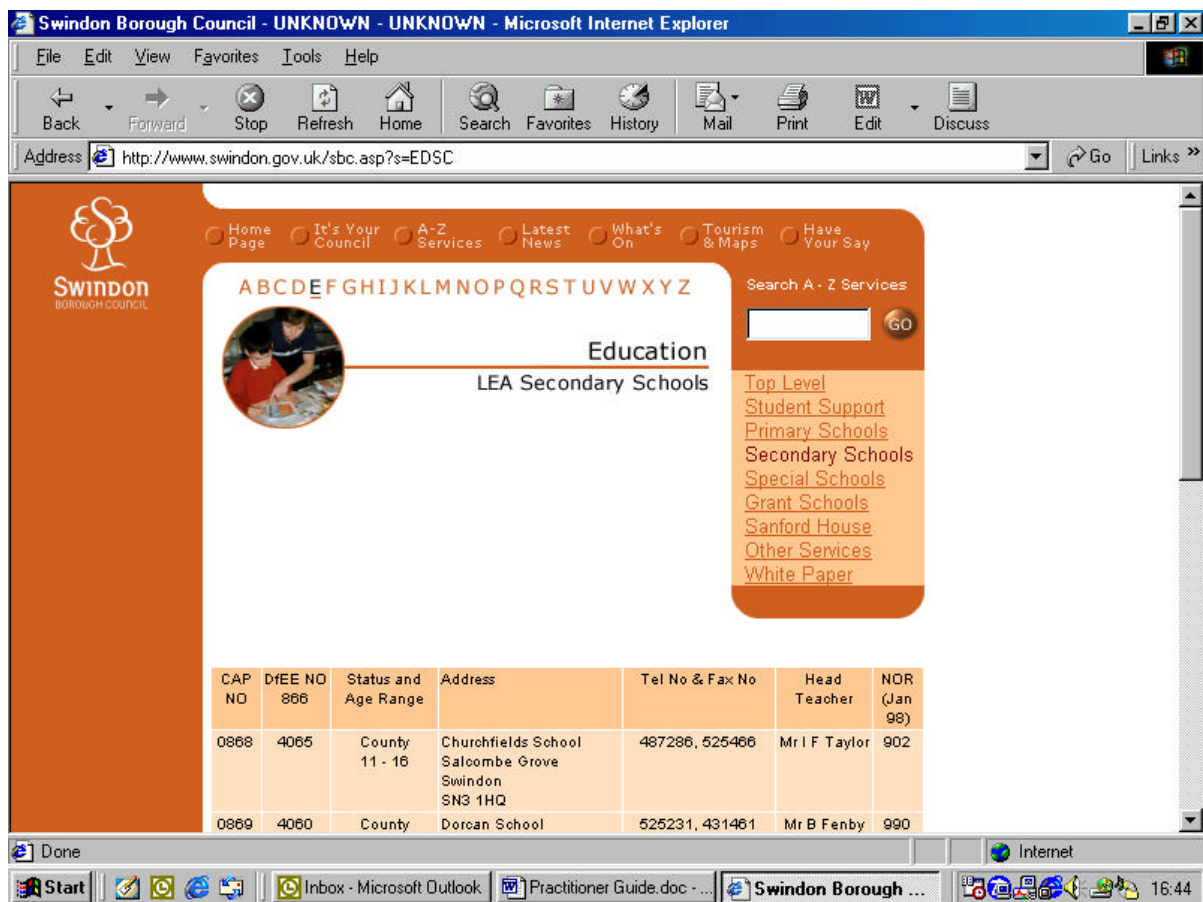 Swindon Borough Council - UNKNOWN - UNKNOWN - Microsoft Internet Explorer
File Edit View Favorites Tools Help
Back Forward Stop Refresh Home Search Favorites History Mail Print Edit Discuss
Address http://www.swindon.gov.uk/sbc.asp?s=EDSC Go Links »
Home Page It's Your Council A-Z Services Latest News What's On Tourism & Maps Have Your Say
SWINDON
BOROUGH COUNCIL
A B C D E F G H I J K L M N O P Q R S T U V W X Y Z
Search A - Z Services
GO
Education
LEA Secondary Schools
Top Level
Student Support
Primary Schools
Secondary Schools
Special Schools
Grant Schools
Sanford House
Other Services
White Paper
CAP NO DfEE NO 866 Status and Age Range Address Tel No & Fax No Head Teacher NOR (Jan 98)
0868 4065 County 11 - 16 Churchfields School 487286, 525466 Mr I F Taylor 902
Salcombe Grove
Swindon
SN3 1HQ
0869 4060 County Dorcan School 525231, 431461 Mr B Fenby 990
Done Internet
Start Inbox - Microsoft Outlook Practitioner Guide.doc - ... Swindon Borough ... 16:44